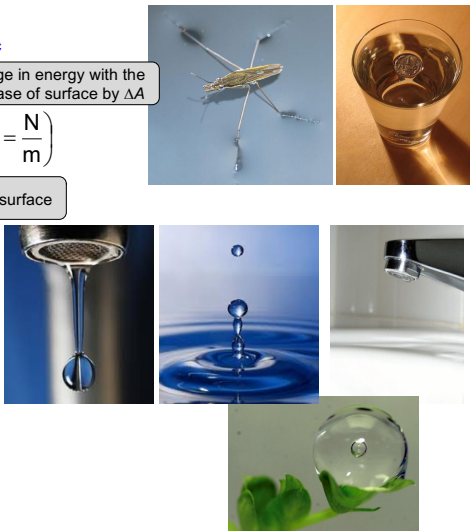 ge in energy with the
ase of surface by ΔA
= N/m)
surface